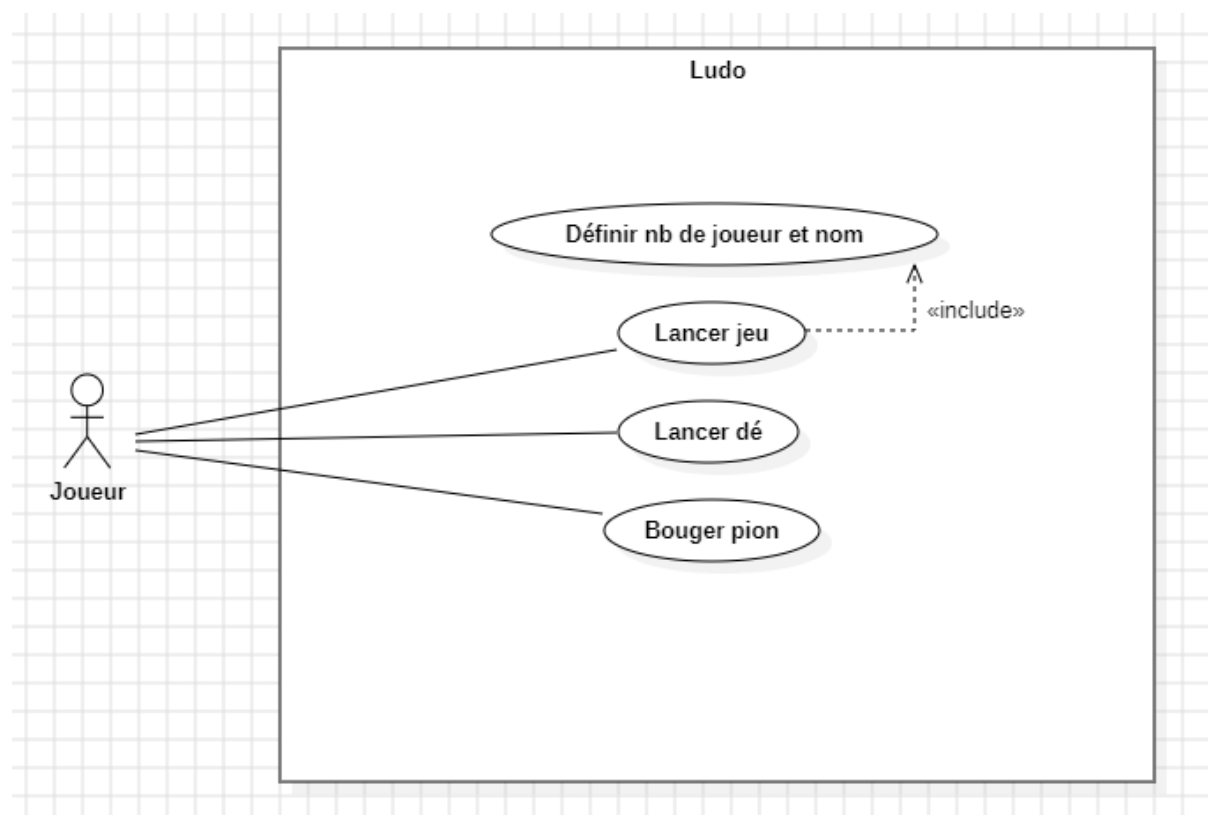 Ludo
Définir nb de joueur et nom
«include»
Lancer jeu
Lancer dé
Joueur
Bouger pion